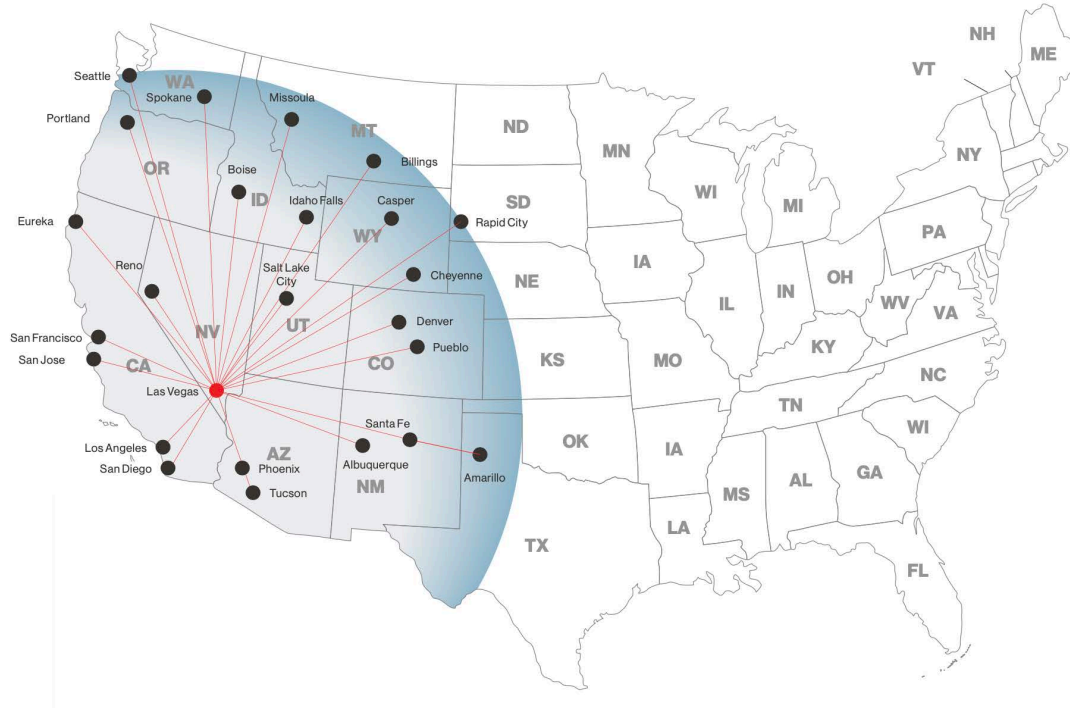 NH
ME
VT
Seattle
WA
Spokane
Missoula
Portland
MT
ND
MN
NY
Billings
OR
Boise
WI
ID
Idaho Falls
Casper
SD
MI
Eureka
Rapid City
WY
PA
Reno
Salt Lake
City
Cheyenne
NE
IA
OH
IN
IL
WV
VA
NV
UT
Denver
San Francisco
Pueblo
KY
San Jose
CA
CO
KS
MO
NC
Las Vegas
TN
Santa Fe
WI
Los Angeles
AZ
OK
IA
San Diego
Phoenix
Albuquerque
Amarillo
GA
NM
MS
AL
Tucson
LA
TX
FL